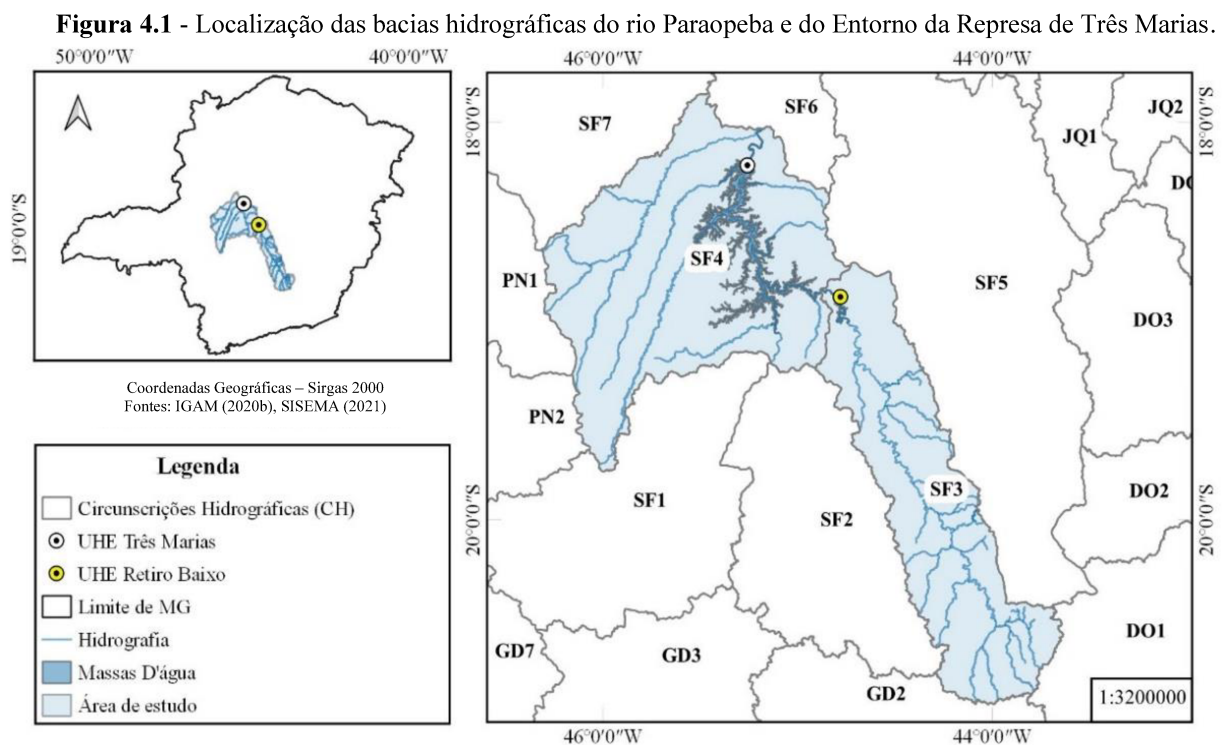 Figura 4.1 - Localização das bacias hidrográficas do rio Paraopeba e do Entorno da Represa de Três Marias.
50°0'0"W
40°0'0"W
19°0'0"S
Coordenadas Geográficas – Sirgas 2000
Fontes: IGAM (2020b), SISEMA (2021)
Legenda
Circunscrições Hidrográficas (CH)
UHE Três Marias
UHE Retiro Baixo
Limite de MG
Hidrografia
Massas D'água
Área de estudo
46°0'0"W
44°0'0"W
18°0'0"S
18°0'0"S
SF7
SF6
JQ2
JQ1
PN1
SF4
SF5
DO3
PN2
SF3
DO2
SF1
SF2
20°0'0"S
20°0'0"S
GD7
GD3
GD2
DO1
1:3200000
46°0'0"W
44°0'0"W